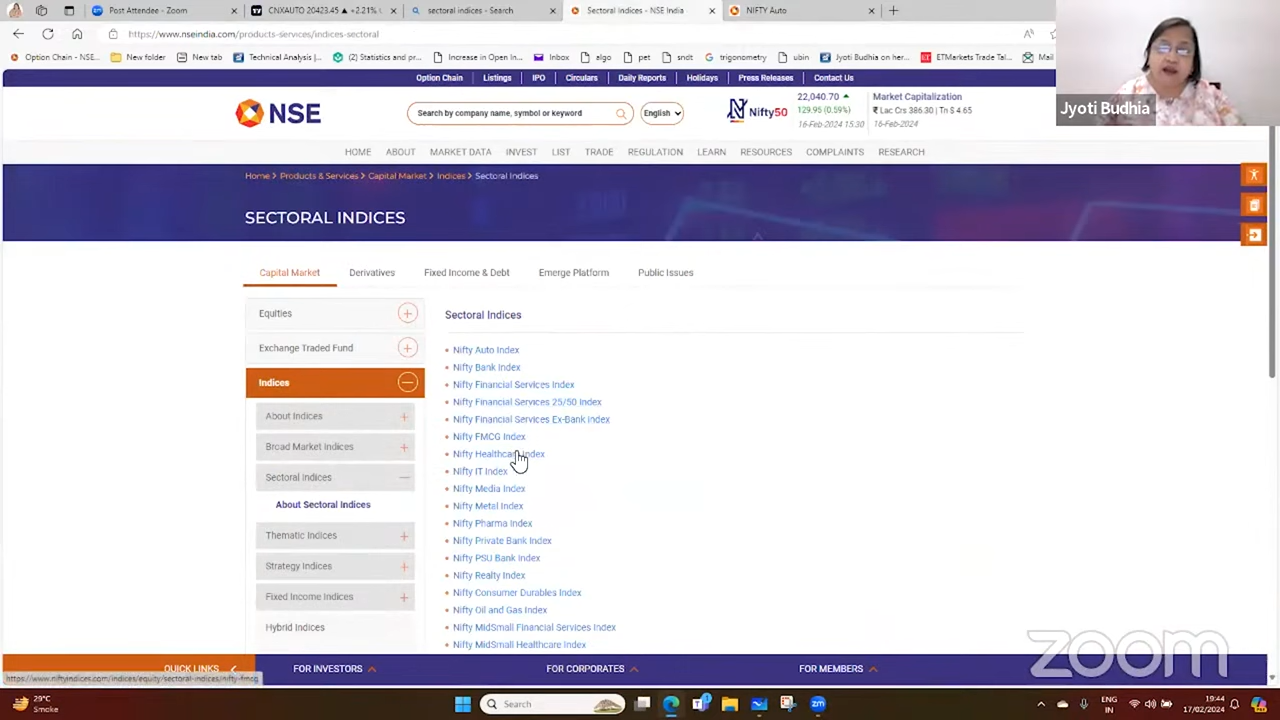 Post Attendee - Zoom
CNXAUTO 20423.45 ▲ +2.21%
sectoral indices - Search
Sectoral Indices - NSE India
NIFTY Auto
https://www.nseindia.com/products-services/indices-sectoral
Option Chain - NSE...
New folder
New tab
Technical Analysis |...
(2) Statistics and pr...
Increase in Open In...
Inbox
algo
pet
sndt
trigonometry
ubin
Jyoti Budhia on her...
ETMarkets Trade Tal...
Mail
Option Chain
Listings
IPO
Circulars
Daily Reports
Holidays
Press Releases
Contact Us
Jyoti Budhia
NSE
Search by company name, symbol or keyword
English
Nifty50
22,040.70
129.95 (0.59%)
16-Feb-2024 15:30
Market Capitalization
₹ Lac Crs 386.30 | Tn $ 4.65
16-Feb-2024
HOME
ABOUT
MARKET DATA
INVEST
LIST
TRADE
REGULATION
LEARN
RESOURCES
COMPLAINTS
RESEARCH
Home > Products & Services > Capital Market > Indices > Sectoral Indices
SECTORAL INDICES
Capital Market
Derivatives
Fixed Income & Debt
Emerge Platform
Public Issues
Equities
Exchange Traded Fund
Indices
About Indices
Broad Market Indices
Sectoral Indices
About Sectoral Indices
Thematic Indices
Strategy Indices
Fixed Income Indices
Hybrid Indices
Sectoral Indices
Nifty Auto Index
Nifty Bank Index
Nifty Financial Services Index
Nifty Financial Services 25/50 Index
Nifty Financial Services Ex-Bank Index
Nifty FMCG Index
Nifty Healthcare Index
Nifty IT Index
Nifty Media Index
Nifty Metal Index
Nifty Pharma Index
Nifty Private Bank Index
Nifty PSU Bank Index
Nifty Realty Index
Nifty Consumer Durables Index
Nifty Oil and Gas Index
Nifty MidSmall Financial Services Index
Nifty MidSmall Healthcare Index
zoom
QUICK LINKS
FOR INVESTORS
FOR CORPORATES
FOR MEMBERS
https://www.niftyindices.com/indices/equity/sectoral-indices/nifty-fmcg
29°C
Smoke
Search
ENG
IN
19:44
17/02/2024